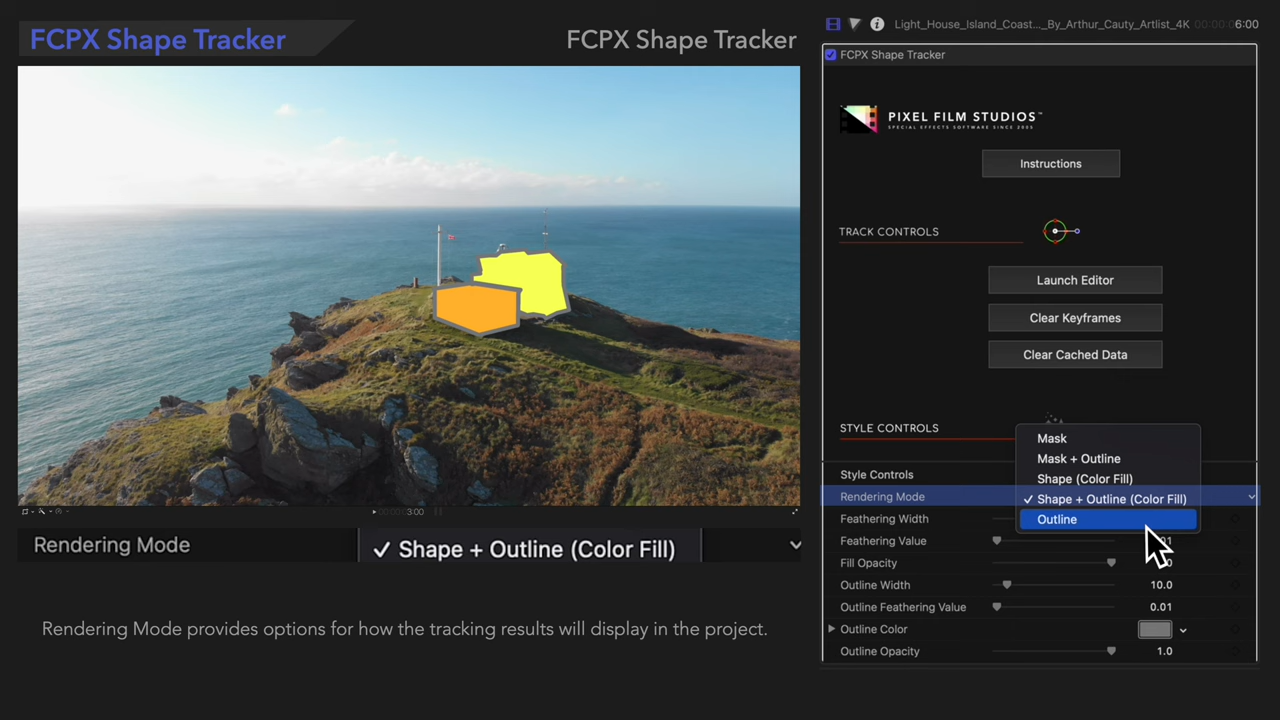 FCPX Shape Tracker
FCPX Shape Tracker
3:00
Rendering Mode
✓ Shape + Outline (Color Fill)
Rendering Mode provides options for how the tracking results will display in the project.
Light_House_Island_Coast..._By_Arthur_Cauty_Artlist_4K
6:00
FCPX Shape Tracker
PIXEL FILM STUDIOS™
SPECIAL EFFECTS SOFTWARE SINCE 2005
Instructions
TRACK CONTROLS
Launch Editor
Clear Keyframes
Clear Cached Data
STYLE CONTROLS
Mask
Mask + Outline
Shape (Color Fill)
✓ Shape + Outline (Color Fill)
Outline
Style Controls
Rendering Mode
Feathering Width
Feathering Value
Fill Opacity
Outline Width 10.0
Outline Feathering Value 0.01
Outline Color
Outline Opacity 1.0